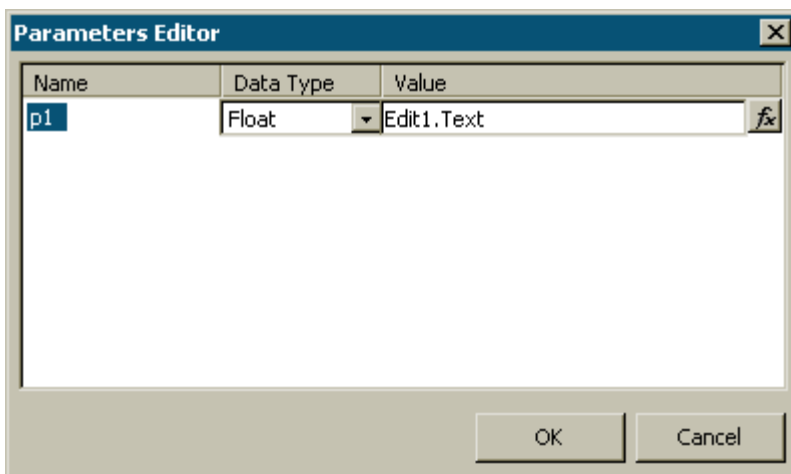 Parameters Editor
Name Data Type Value
p1 Float Edit1.Text fx
OK Cancel